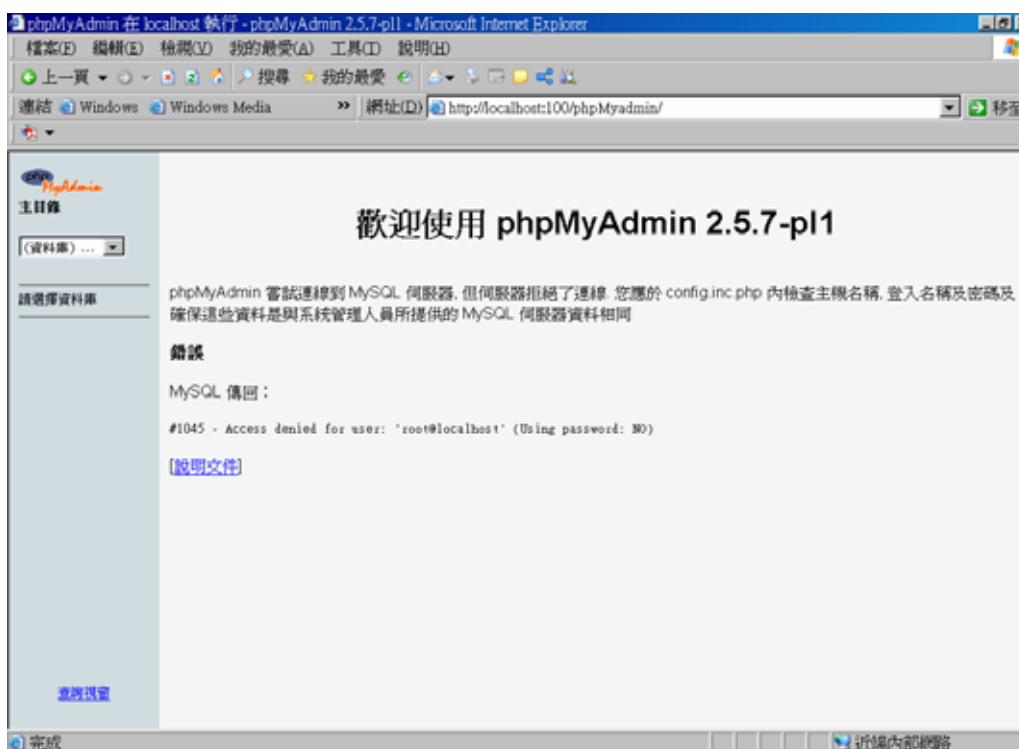 phpMyAdmin 在 localhost 執行 - phpMyAdmin 2.5.7-pl1 - Microsoft Internet Explorer
檔案(F) 編輯(E) 檢視(V) 我的最愛(A) 工具(T) 說明(H)
上一頁 搜尋 我的最愛
連結 Windows Windows Media » 網址(D) http://localhost:100/phpMyadmin/ 移至
php
MyAdmin
主目錄
(資料庫) ...
請選擇資料庫
歡迎使用 phpMyAdmin 2.5.7-pl1
phpMyAdmin 嘗試連線到 MySQL 伺服器, 但伺服器拒絕了連線. 您應於 config.inc.php 內檢查主機名稱, 登入名稱及密碼及
確保這些資料是與系統管理人員所提供的 MySQL 伺服器資料相同
錯誤
MySQL 傳回：
#1045 - Access denied for user: 'root@localhost' (Using password: NO)
[說明文件]
查詢視窗
完成 近端內部網路